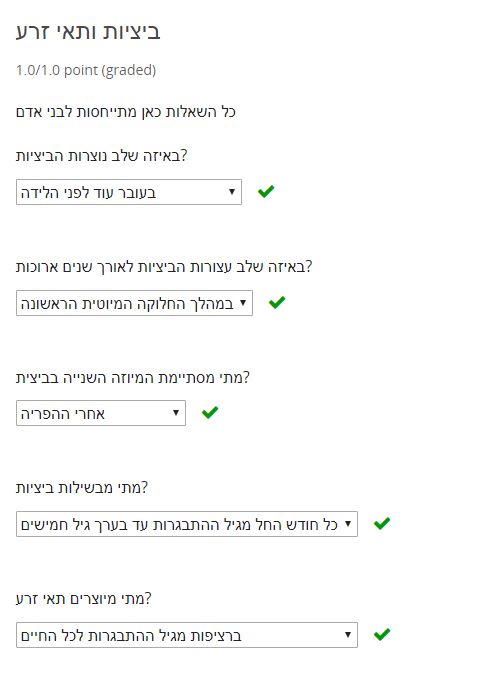 ביציות ותאי זרע
1.0/1.0 point (graded)
כל השאלות כאן מתייחסות לבני אדם
באיזה שלב נוצרות הביציות?
בעובר עוד לפני הלידה
באיזה שלב עצורות הביציות לאורך שנים ארוכות?
במהלך החלוקה המיוטית הראשונה
מתי מסתיימת המיוזה השנייה בביצית?
אחרי ההפריה
מתי מבשילות ביציות?
כל חודש החל מגיל ההתבגרות עד בערך גיל חמישים
מתי מיוצרים תאי זרע?
ברציפות מגיל ההתבגרות לכל החיים